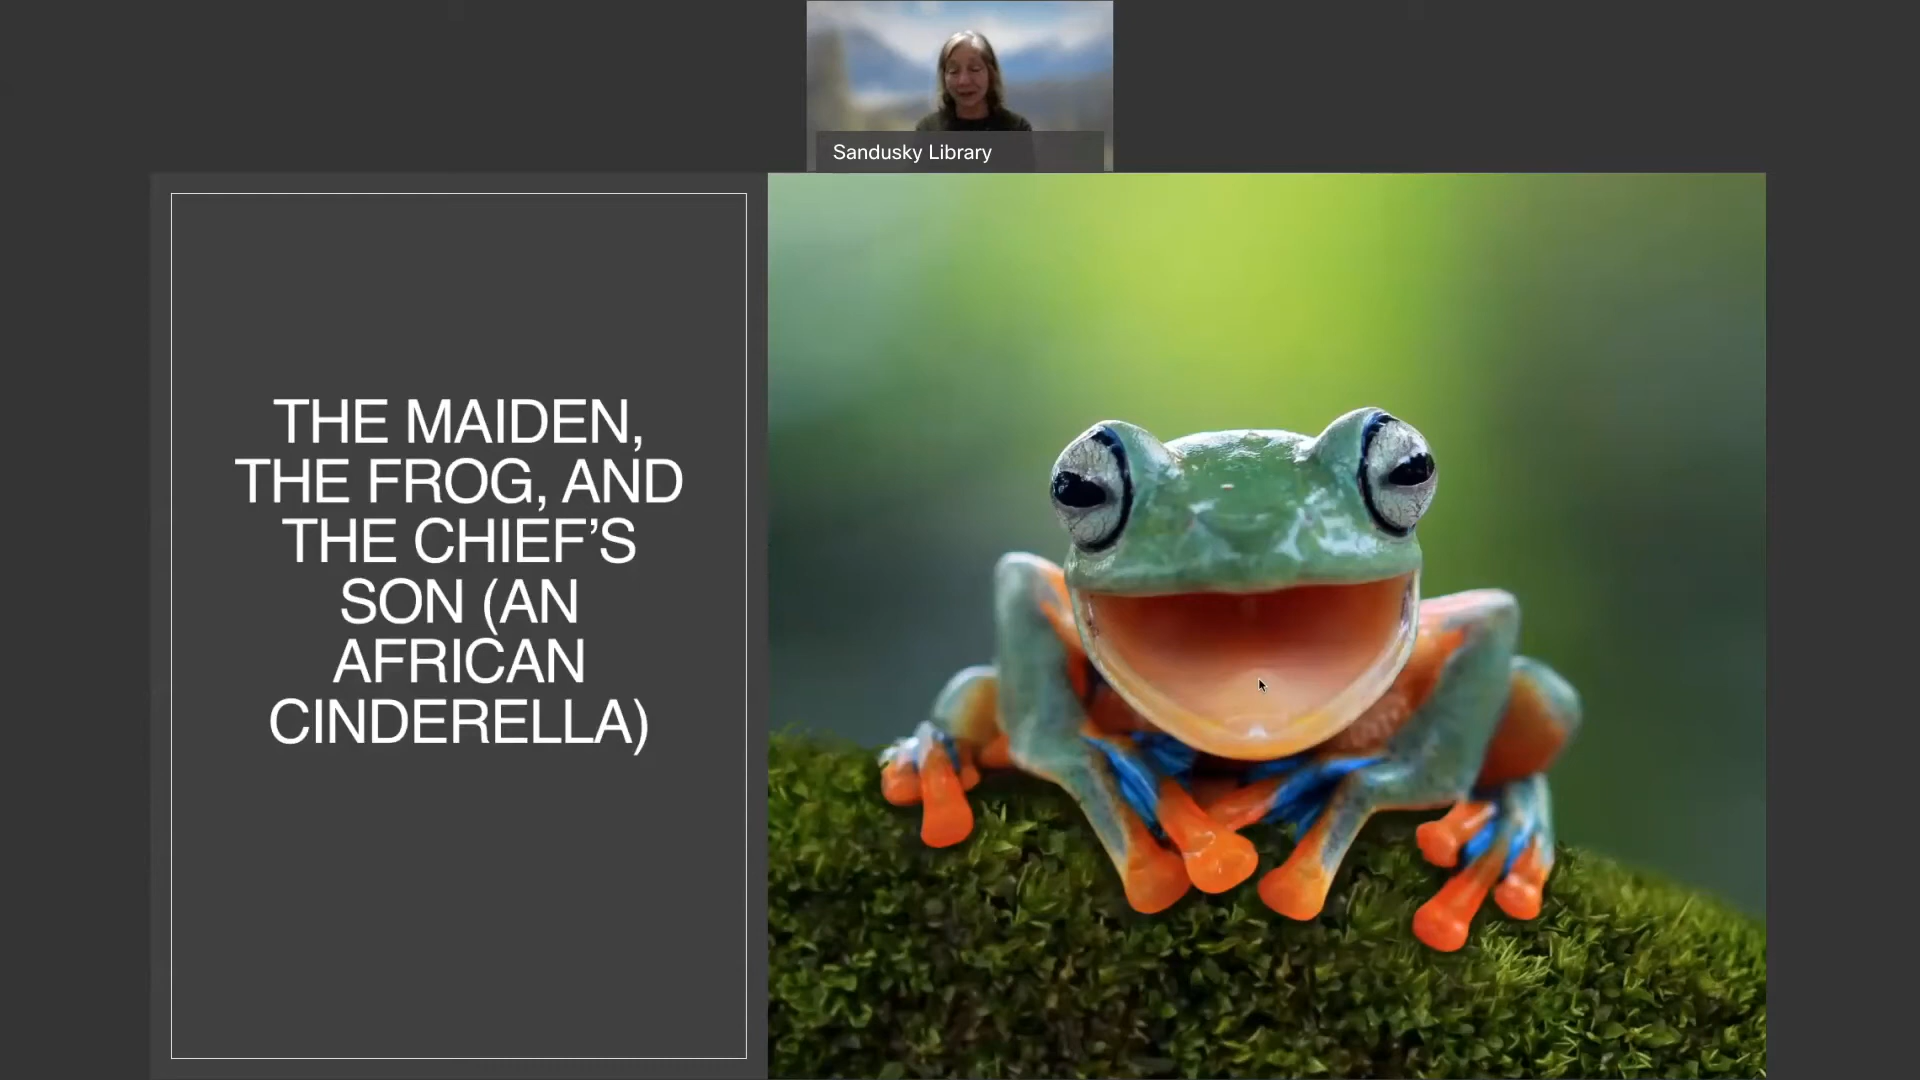 Sandusky Library
THE MAIDEN,
THE FROG, AND
THE CHIEF’S
SON (AN
AFRICAN
CINDERELLA)